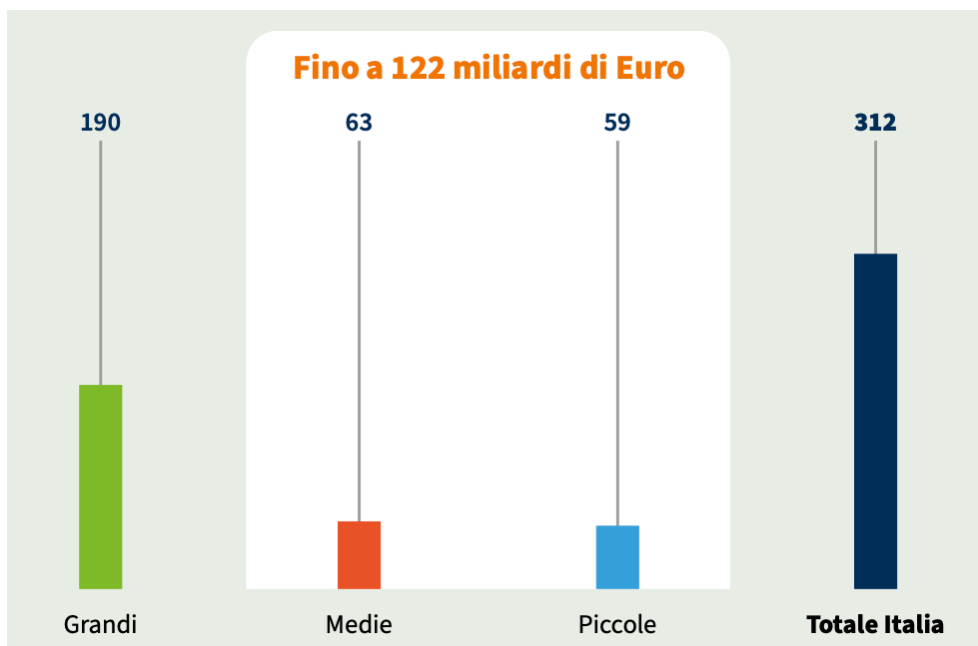 Fino a 122 miliardi di Euro
190 63 59 312
Grandi Medie Piccole Totale Italia